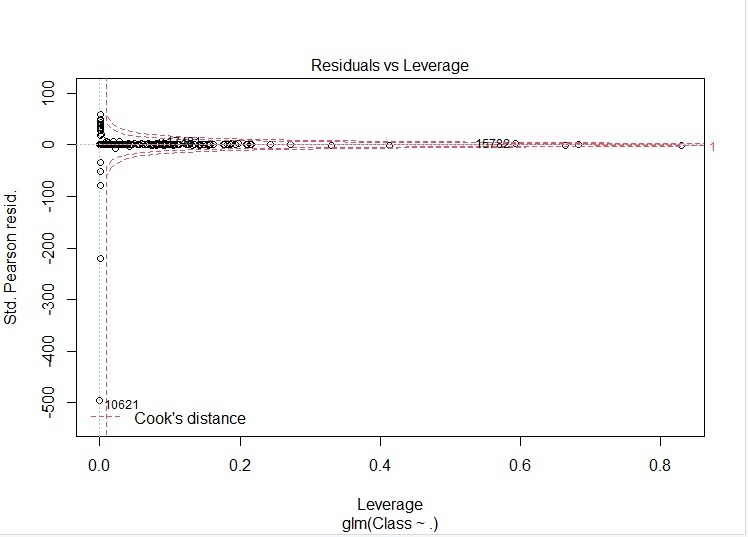 Residuals vs Leverage
Std. Pearson resid.
100
0
-100
-200
-300
-400
-500
15782
1
10621
Cook's distance
0.0 0.2 0.4 0.6 0.8
Leverage
glm(Class ~ .)